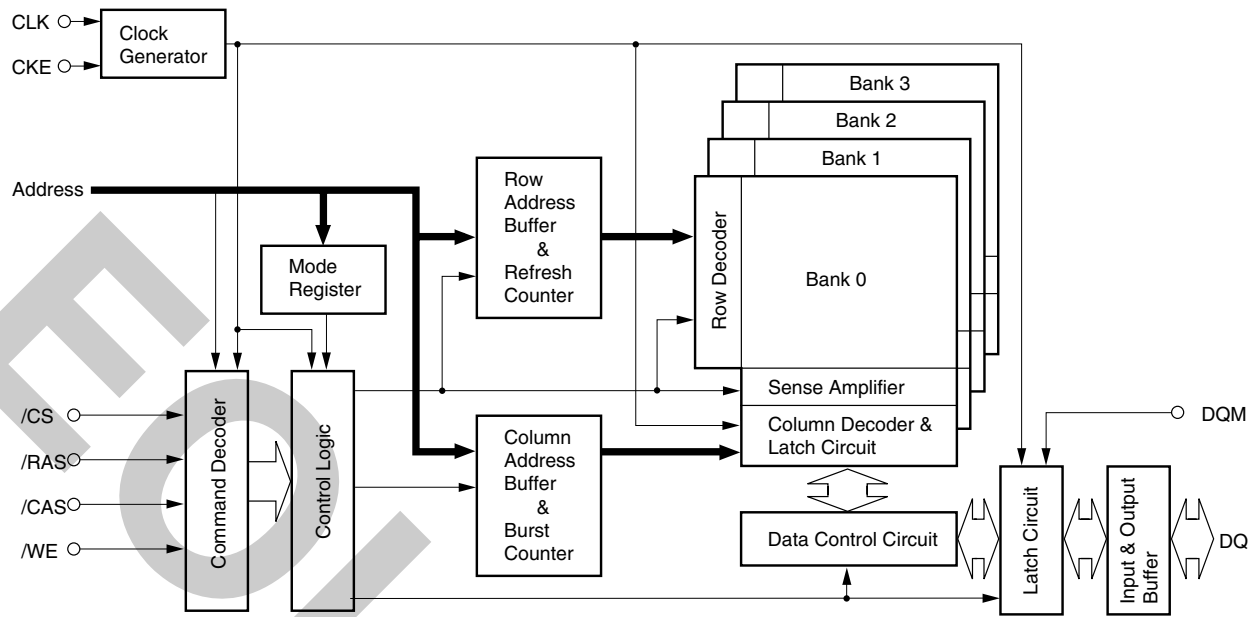 CLK
Clock
Generator
CKE
Bank 3
Bank 2
Bank 1
Address
Row
Address
Buffer
&
Refresh
Counter
Row Decoder
Bank 0
Mode
Register
Sense Amplifier
Column Decoder &
Latch Circuit
/CS
/RAS
/CAS
/WE
Command Decoder
Control Logic
Column
Address
Buffer
&
Burst
Counter
DQM
Data Control Circuit
Latch Circuit
Input & Output
Buffer
DQ
EO